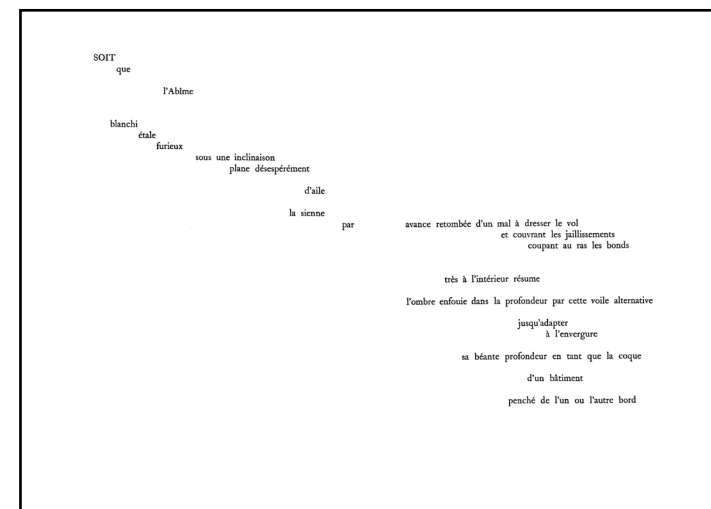 SOIT
que
l'Abîme
blanchi
étale
furieux
sous une inclinaison
plane désespérément
d'aile
la sienne
par avance retombée d'un mal à dresser le vol
et couvrant les jaillissements
coupant au ras les bonds
très à l'intérieur résume
l'ombre enfouie dans la profondeur par cette voile alternative
jusqu'adapter
à l'envergure
sa béante profondeur en tant que la coque
d'un bâtiment
penché de l'un ou l'autre bord